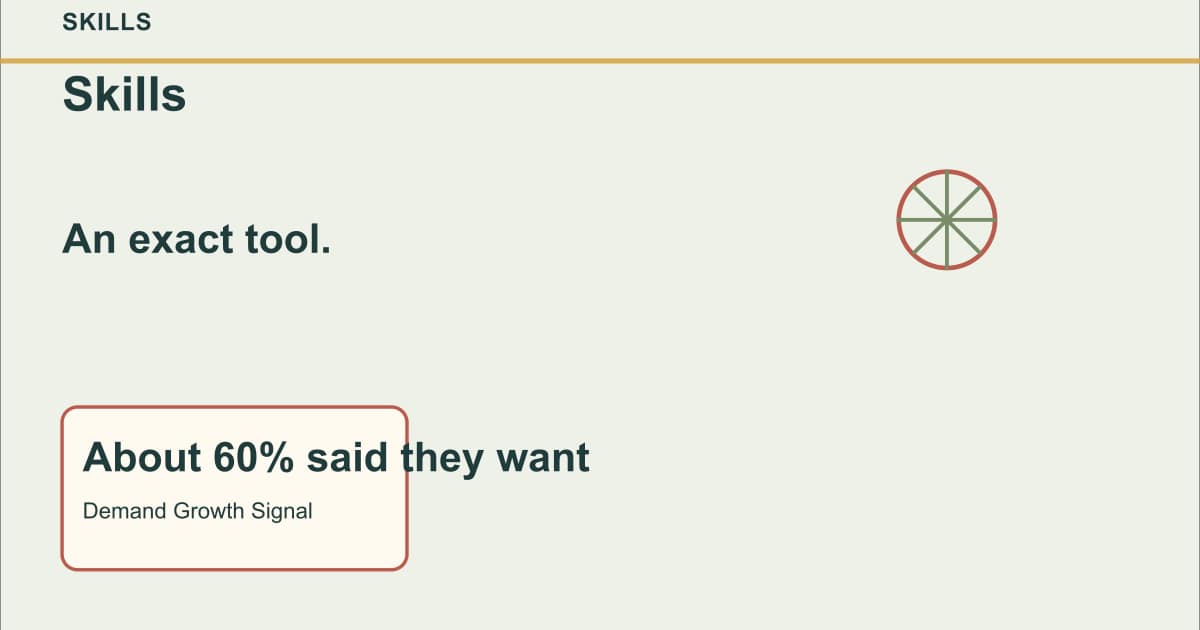 SKILLS
Skills
An exact tool.
About 60% said they want
Demand Growth Signal